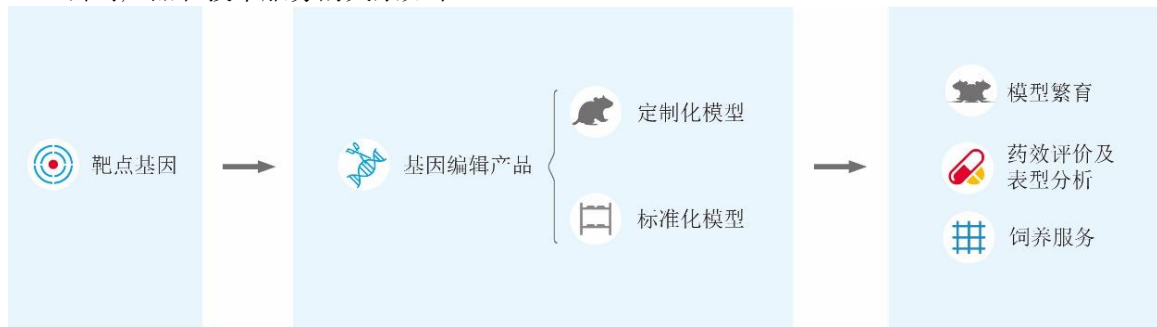 靶点基因
基因编辑产品
定制化模型
标准化模型
模型繁育
药效评价及
表型分析
饲养服务